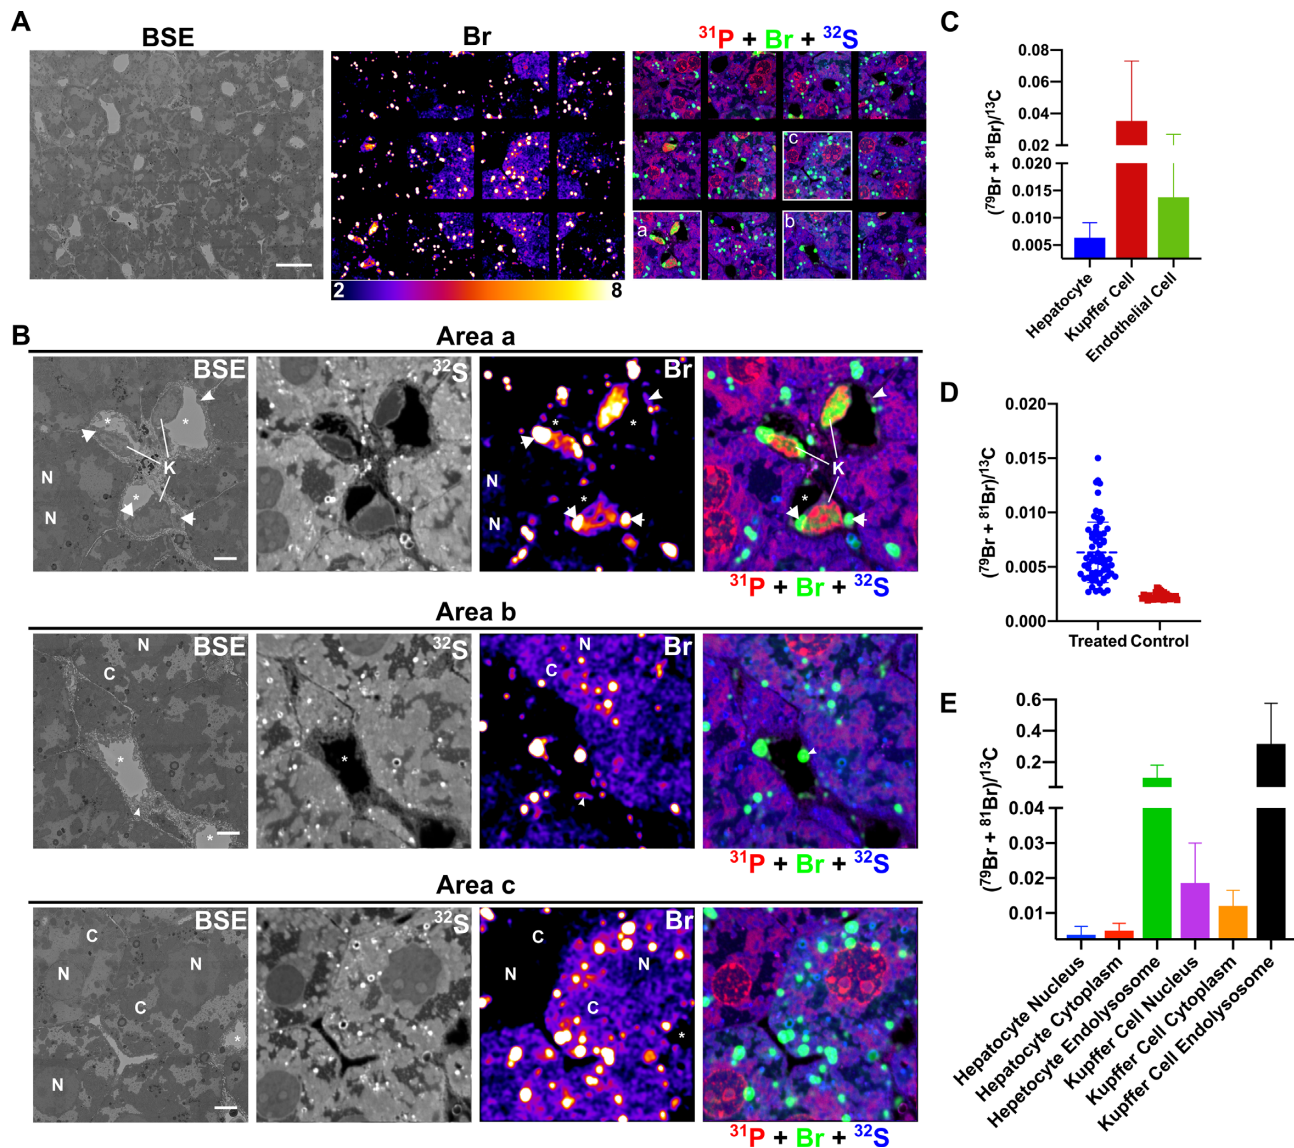 A
BSE
Br
³¹P + Br + ³²S
2
8
a
b
c
C
(⁷⁹Br + ⁸¹Br)/¹³C
0.08
0.06
0.04
0.02
0.020
0.015
0.010
0.005
Hepatocyte
Kupffer Cell
Endothelial Cell
B
Area a
BSE
³²S
Br
* * *
K
N
N
* * *
N
N
K
*
³¹P + Br + ³²S
Area b
BSE
³²S
Br
N
C
*
*
*
N
C
³¹P + Br + ³²S
Area c
BSE
³²S
Br
C
N
N
C
*
N
C
N
N
C
*
³¹P + Br + ³²S
D
(⁷⁹Br + ⁸¹Br)/¹³C
0.020
0.015
0.010
0.005
0.000
Treated Control
E
(⁷⁹Br + ⁸¹Br)/¹³C
0.6
0.4
0.2
0.04
0.03
0.02
0.01
Hepatocyte Nucleus
Hepatocyte Cytoplasm
Hepetocyte Endolysosome
Kupffer Cell Nucleus
Kupffer Cell Cytoplasm
Kupffer Cell Endolysosome